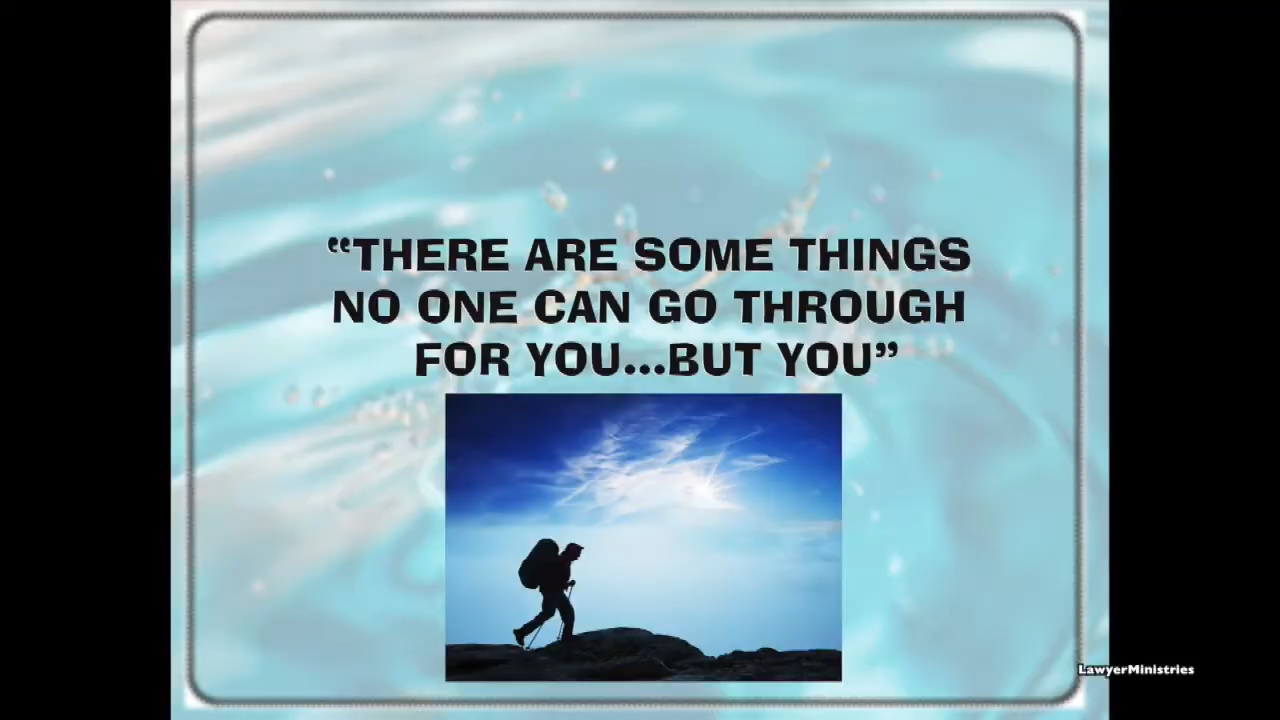 “THERE ARE SOME THINGS
NO ONE CAN GO THROUGH
FOR YOU...BUT YOU”
LawyerMinistries